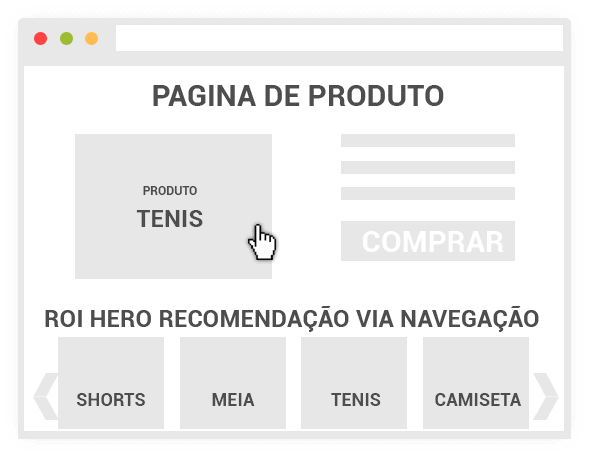 PAGINA DE PRODUTO
PRODUTO
TENIS
COMPRAR
ROI HERO RECOMENDAÇÃO VIA NAVEGAÇÃO
SHORTS MEIA TENIS CAMISETA